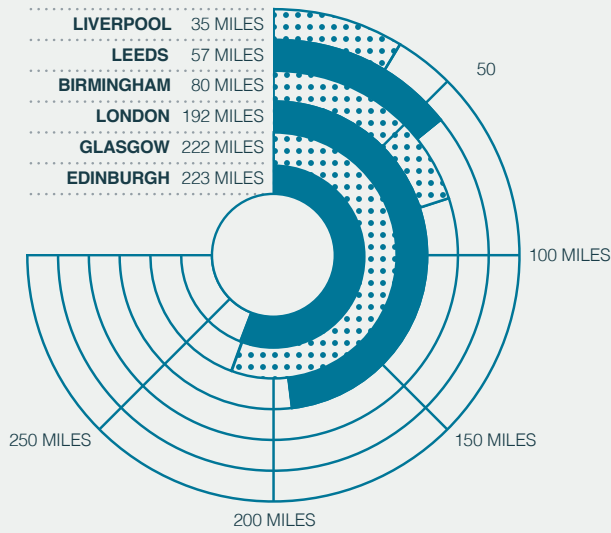 LIVERPOOL 35 MILES
LEEDS 57 MILES
BIRMINGHAM 80 MILES
LONDON 192 MILES
GLASGOW 222 MILES
EDINBURGH 223 MILES
50
100 MILES
150 MILES
200 MILES
250 MILES